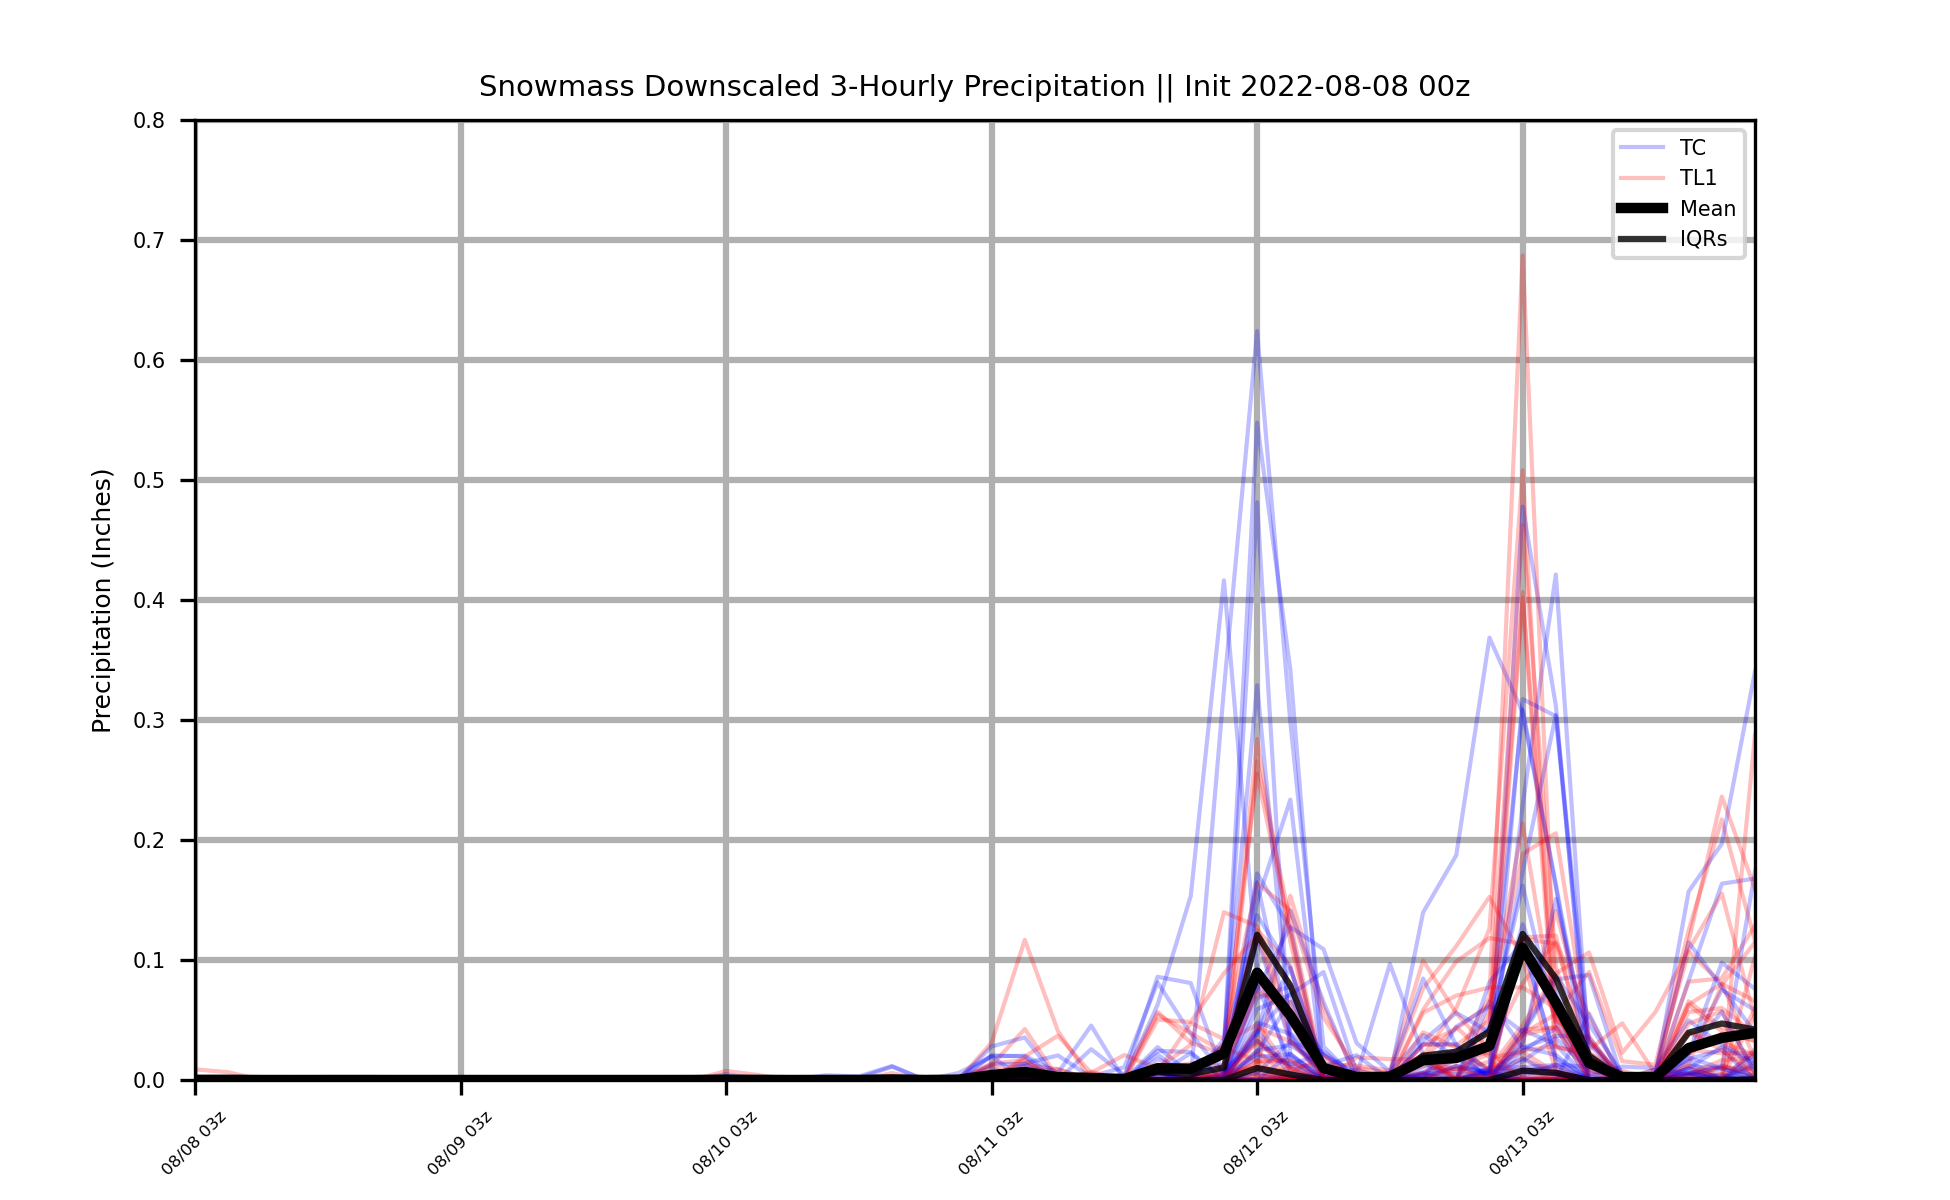 Snowmass Downscaled 3-Hourly Precipitation || Init 2022-08-08 00z
TC
TL1
Mean
IQRs
Precipitation (Inches)
0.8
0.7
0.6
0.5
0.4
0.3
0.2
0.1
0.0
08/08 03z
08/09 03z
08/10 03z
08/11 03z
08/12 03z
08/13 03z